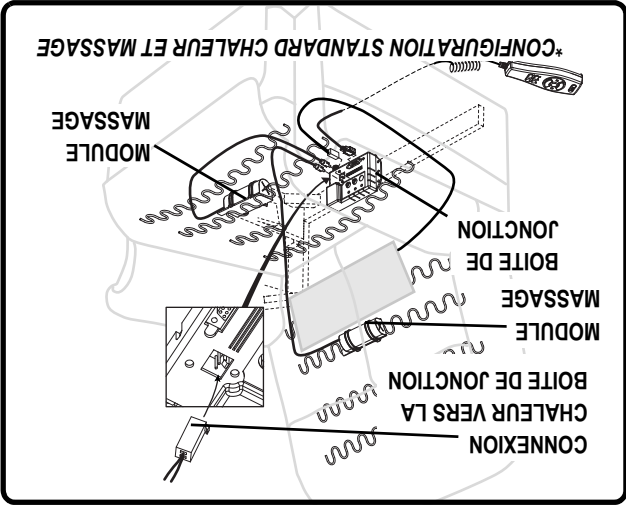 CONNEXION
CHALEUR VERS LA
BOITE DE JONCTION
MODULE
MASSAGE
BOITE DE
JONCTION
MODULE
MASSAGE
*CONFIGURATION STANDARD CHALEUR ET MASSAGE